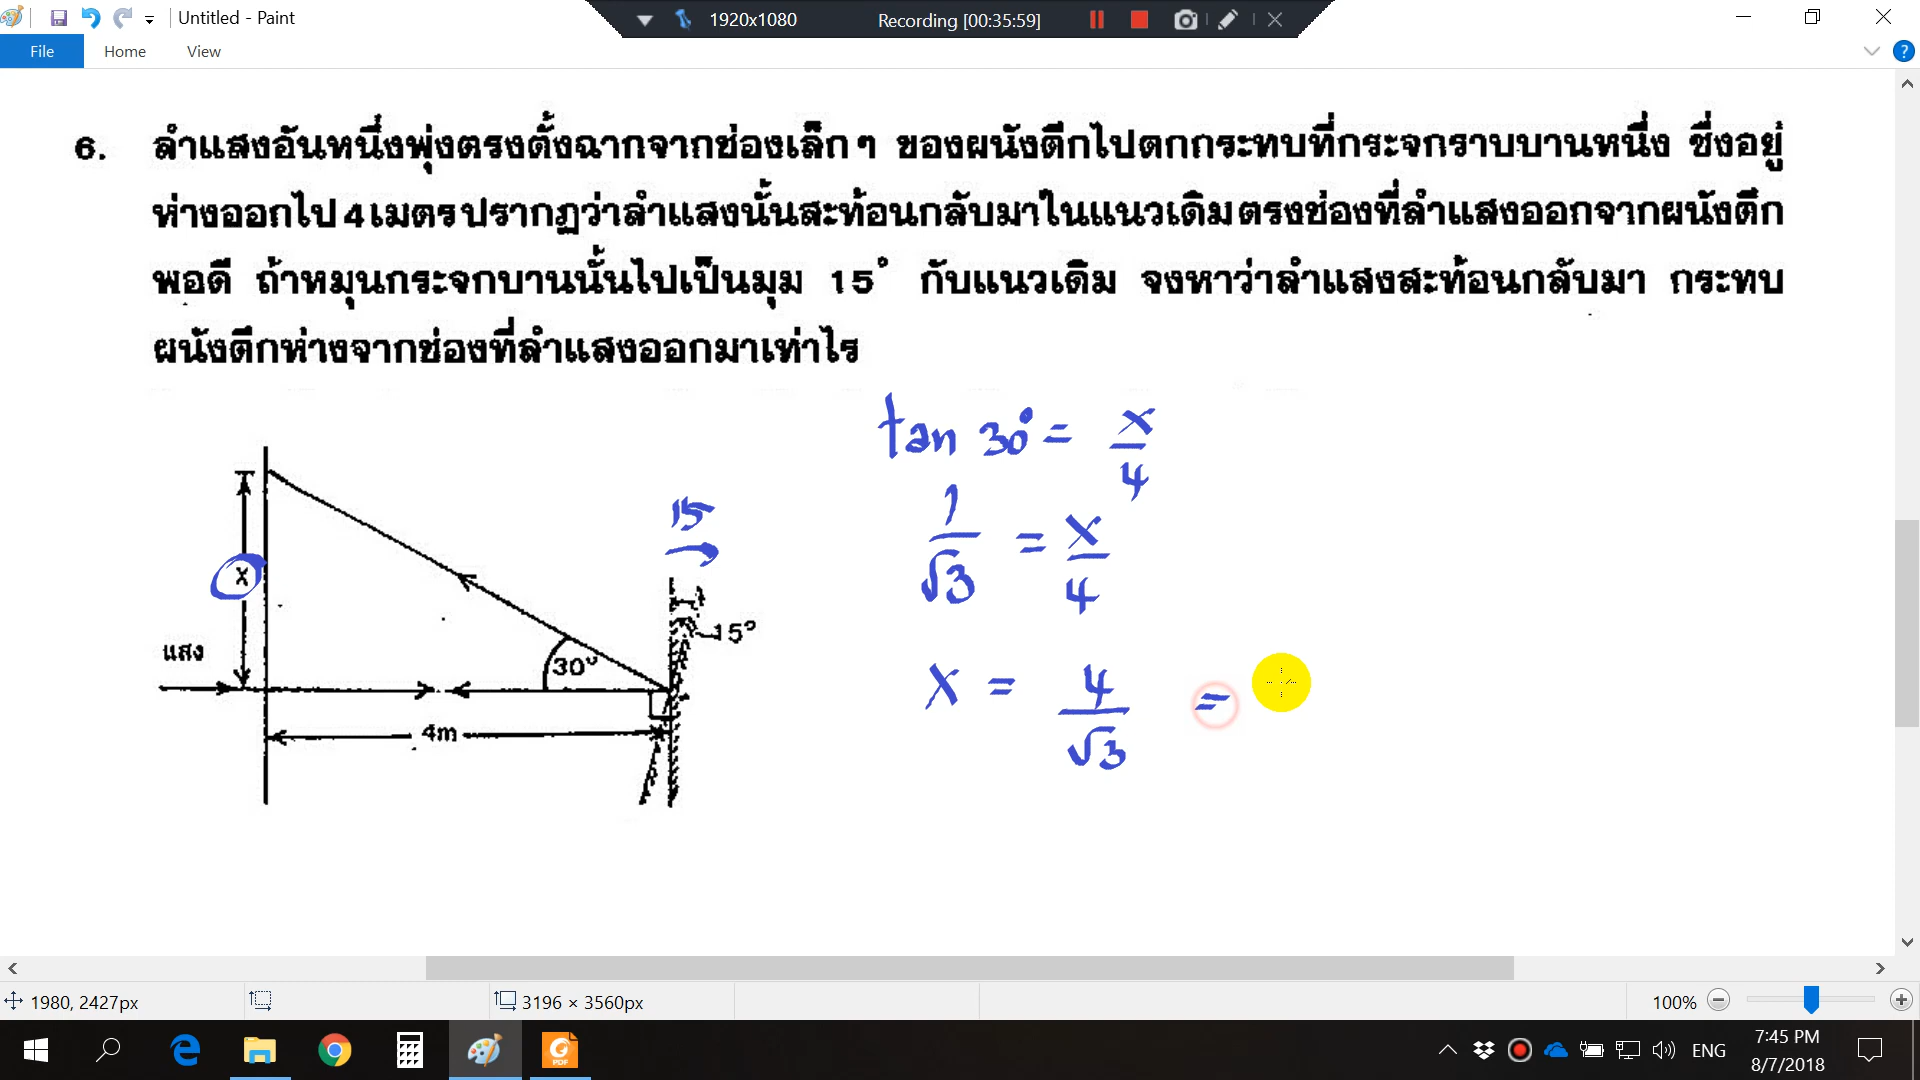 Untitled - Paint
1920x1080 Recording [00:35:59]
File Home View
6. ลำแสงอันหนึ่งพุ่งตรงตั้งฉากจากช่องเล็ก ๆ ของผนังตึกไปตกกระทบที่กระจกราบบานหนึ่ง ซึ่งอยู่
ห่างออกไป 4 เมตร ปรากฏว่าลำแสงนั้นสะท้อนกลับมาในแนวเดิม ตรงช่องที่ลำแสงออกจากผนังตึก
พอดี ถ้าหมุนกระจกบานนั้นไปเป็นมุม 15° กับแนวเดิม จงหาว่าลำแสงสะท้อนกลับมา กระทบ
ผนังตึกห่างจากช่องที่ลำแสงออกมาเท่าไร
tan 30° = x/4
1/√3 = x/4
x = 4/√3 =
15
x
15°
แสง
30°
4m
1980, 2427px
3196 × 3560px
100%
ENG
7:45 PM
8/7/2018
PDF